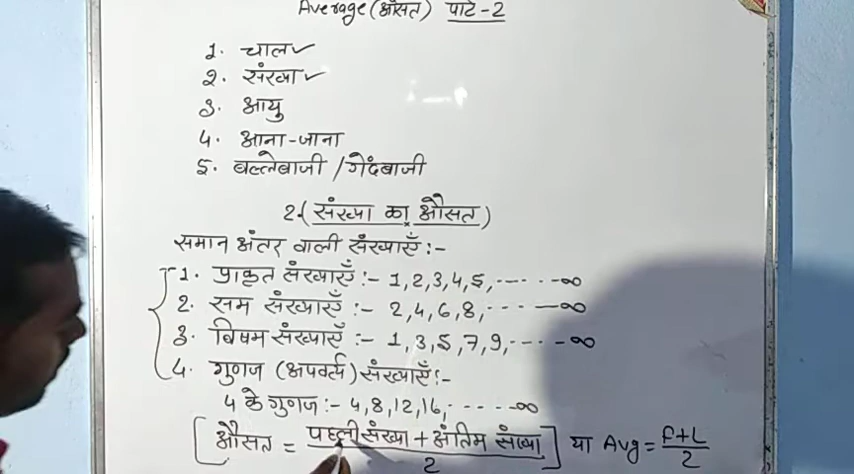 Average (औसत) पार्ट-2
1. चाल✓
2. संख्या✓
3. आयु
4. आना-जाना
5. बल्लेबाजी / गेंदबाजी
2. (संख्या का औसत)
समान अंतर वाली संख्याएँ :-
1. प्राकृत संख्याएँ :- 1,2,3,4,5,-----∞
2. सम संख्याएँ :- 2,4,6,8,-----∞
3. विषम संख्याएँ :- 1,3,5,7,9,-----∞
4. गुणज (अपवर्त्य) संख्याएँ :-
4 के गुणज :- 4,8,12,16,-----∞
[औसत = पहली संख्या + अंतिम संख्या / 2] या Avg = F+L / 2